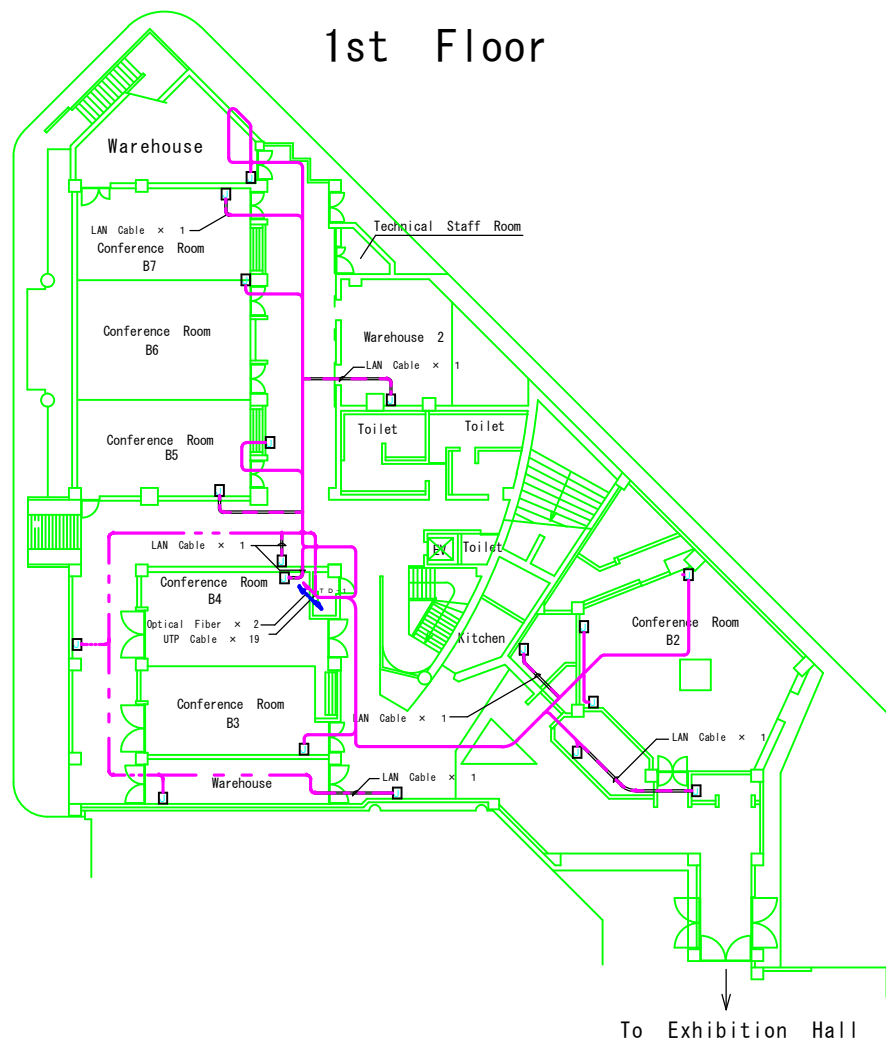 1st Floor
Warehouse
Technical Staff Room
LAN Cable × 1
Conference Room
B7
Conference Room
B6
Warehouse 2
LAN Cable × 1
Toilet
Toilet
Conference Room
B5
LAN Cable × 1
EV
Toilet
Conference Room
B4
Optical Fiber × 2
UTP Cable × 19
Kitchen
Conference Room
B2
Conference Room
B3
LAN Cable × 1
LAN Cable × 1
Warehouse
LAN Cable × 1
To Exhibition Hall